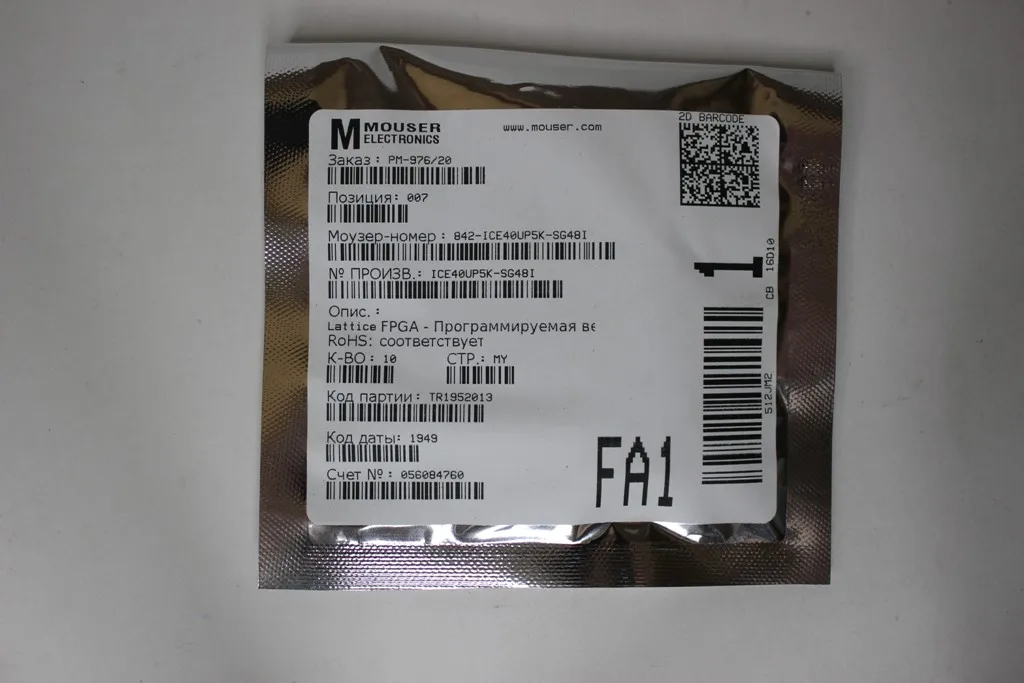 MOUSER
ELECTRONICS
www.mouser.com
2D BARCODE
Заказ : PM-976/20
Позиция: 007
Моузер-номер : 842-ICE40UP5K-SG48I
№ ПРОИЗВ.: ICE40UP5K-SG48I
Опис. :
Lattice FPGA - Программируемая ве
RoHS: соответствует
К-ВО : 10 СТР.: MY
Код партии: TR1952013
Код даты: 1949
Счет № : 056084760
1
CB 16D10
512JM2
FA1